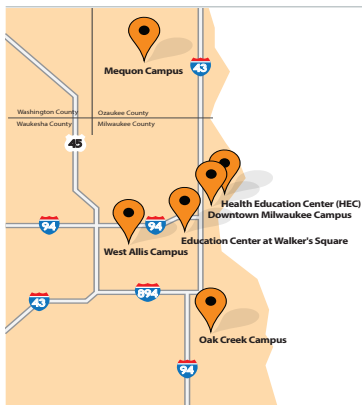 Mequon Campus
43
Washington County
Ozaukee County
Waukesha County
Milwaukee County
45
Health Education Center (HEC)
Downtown Milwaukee Campus
94
94
Education Center at Walker's Square
West Allis Campus
894
43
Oak Creek Campus
94